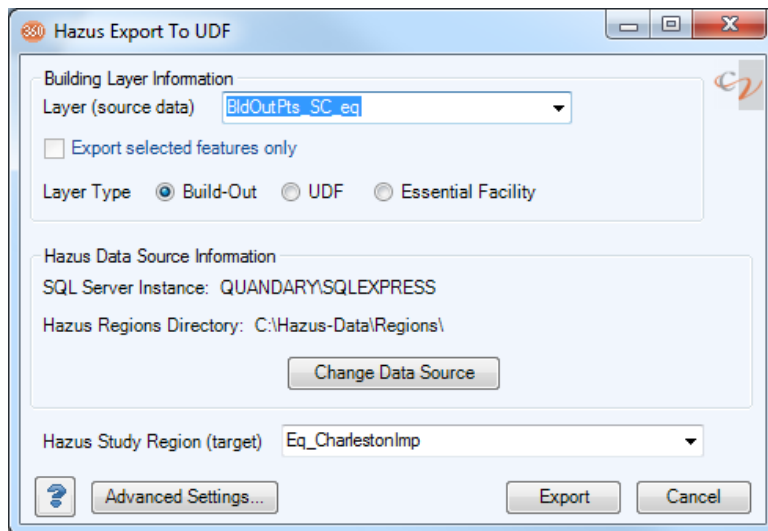 360 Hazus Export To UDF
Building Layer Information
Layer (source data) BldOutPts_SC_eq
Export selected features only
Layer Type Build-Out UDF Essential Facility
CV
Hazus Data Source Information
SQL Server Instance: QUANDARY\SQLEXPRESS
Hazus Regions Directory: C:\Hazus-Data\Regions\
Change Data Source
Hazus Study Region (target) Eq_CharlestonImp
? Advanced Settings... Export Cancel